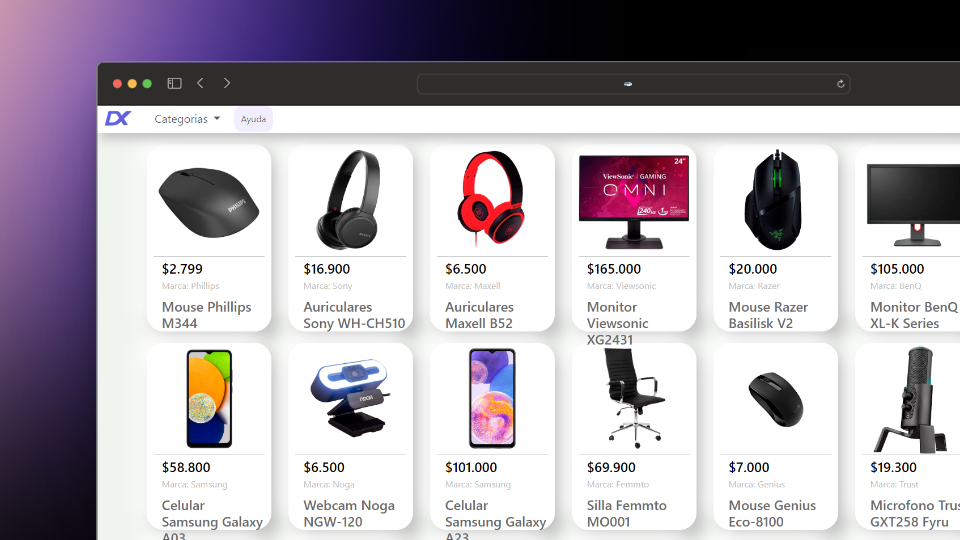 DX
Categorías
Ayuda
PHILIPS
SONY
ViewSonic | GAMING
24"
OMNI
240Hz
$2.799
$16.900
$6.500
$165.000
$20.000
$105.000
Marca: Phillips
Marca: Sony
Marca: Maxell
Marca: Viewsonic
Marca: Razer
Marca: BenQ
Mouse Phillips
M344
Auriculares
Sony WH-CH510
Auriculares
Maxell B52
Monitor
Viewsonic
XG2431
Mouse Razer
Basilisk V2
Monitor BenQ
XL-K Series
noga
$58.800
$6.500
$101.000
$69.900
$7.000
$19.300
Marca: Samsung
Marca: Noga
Marca: Samsung
Marca: Femmto
Marca: Genius
Marca: Trust
Celular
Samsung Galaxy
A03
Webcam Noga
NGW-120
Celular
Samsung Galaxy
A23
Silla Femmto
MO001
Mouse Genius
Eco-8100
Microfono Trus
GXT258 Fyru